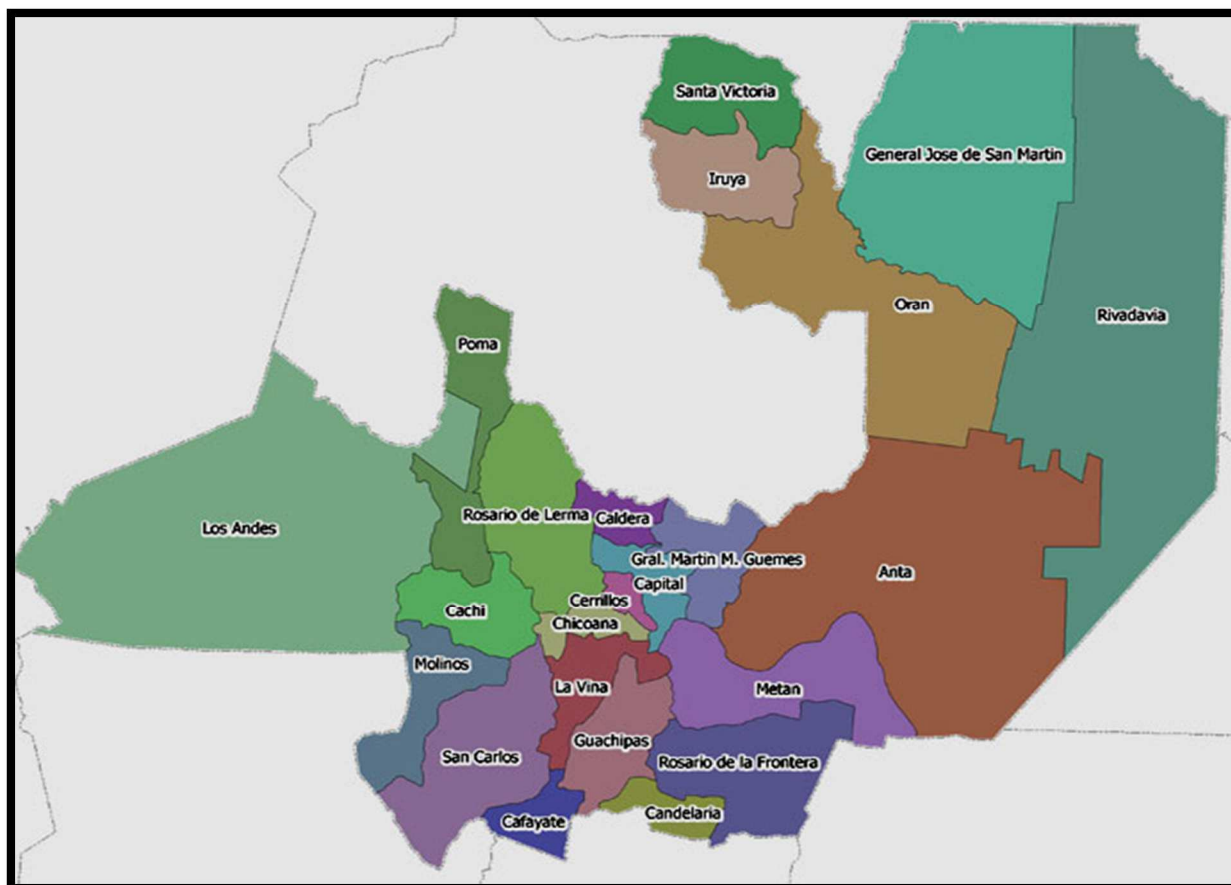 Santa Victoria
General Jose de San Martin
Iruya
Oran
Rivadavia
Poma
Rosario de Lerma
Caldera
Los Andes
Gral. Martin M. Guemes
Anta
Capital
Cerrillos
Cachi
Chicoana
Molinos
La Vina
Metan
Guachipas
San Carlos
Rosario de la Frontera
Candelaria
Cafayate